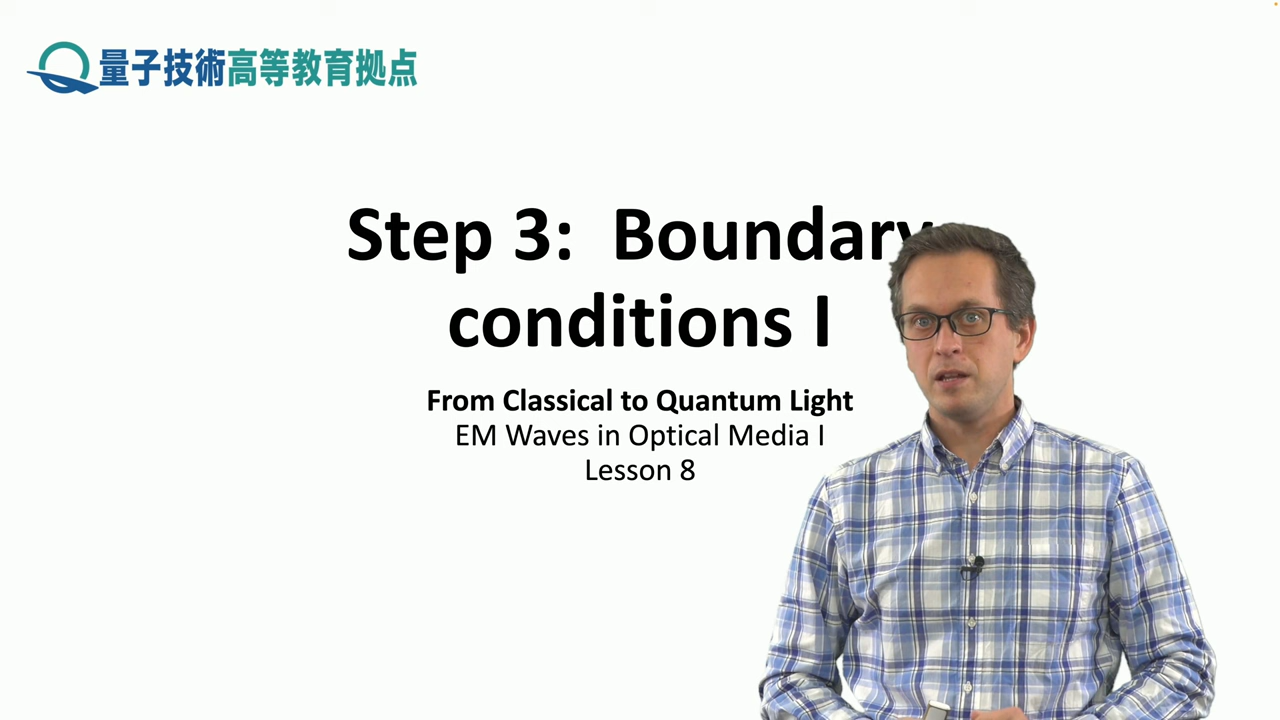 量子技術高等教育拠点
Step 3: Boundary
conditions I
From Classical to Quantum Light
EM Waves in Optical Media I
Lesson 8